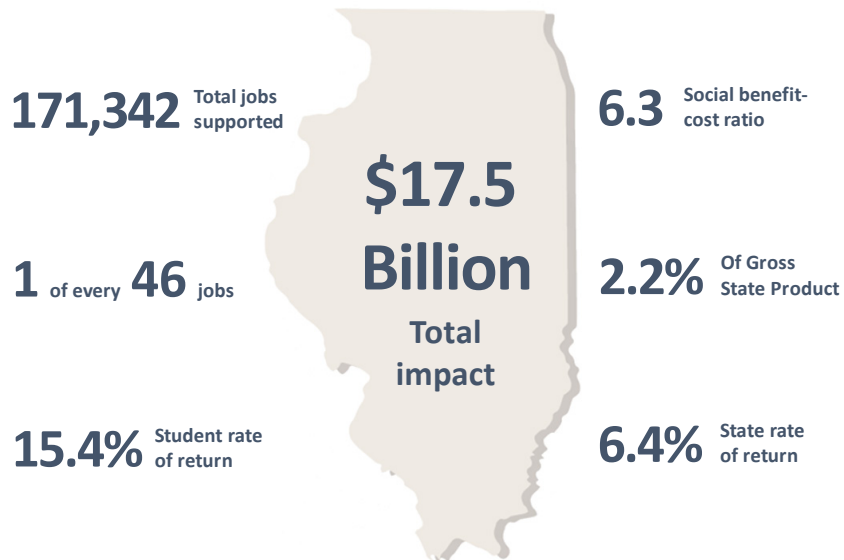 171,342 Total jobs
supported
1 of every 46 jobs
15.4% Student rate
of return
$17.5
Billion
Total
impact
6.3 Social benefit-
cost ratio
2.2% Of Gross
State Product
6.4% State rate
of return